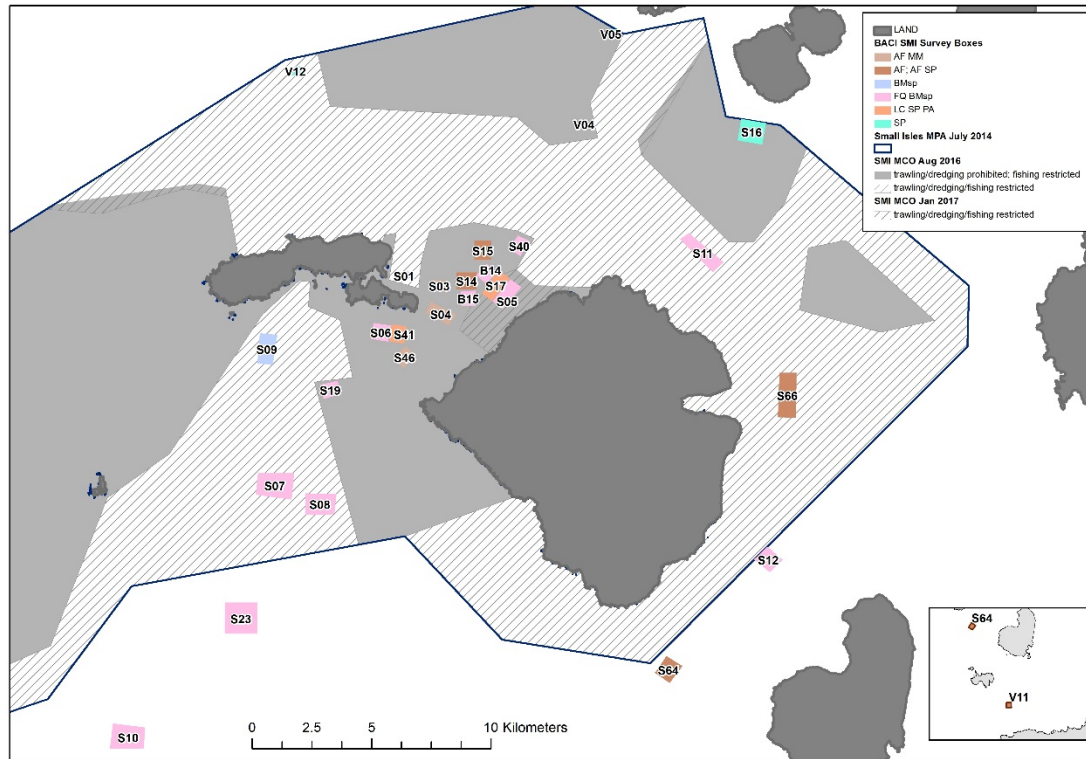 V05
V12
V04
S16
S40
S11
S15
S01
B14
S14
S03
S17
B15
S05
S04
S06
S41
S46
S09
S19
S66
S07
S08
S12
S23
S64
S10
0 2.5 5 10 Kilometers
LAND
BACI SMI Survey Boxes
AF MM
AF; AF SP
BMsp
FQ BMsp
LC SP PA
SP
Small Isles MPA July 2014
SMI MCO Aug 2016
trawling/dredging prohibited; fishing restricted
trawling/dredging/fishing restricted
SMI MCO Jan 2017
trawling/dredging/fishing restricted
S64
V11